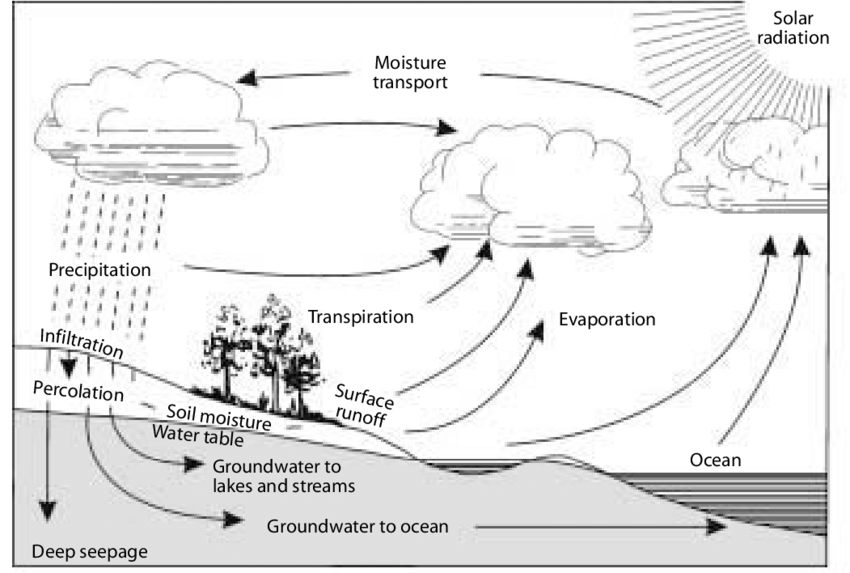 Solar
radiation
Moisture
transport
Precipitation
Transpiration
Evaporation
Infiltration
Percolation
Surface
runoff
Soil moisture
Water table
Ocean
Groundwater to
lakes and streams
Groundwater to ocean
Deep seepage